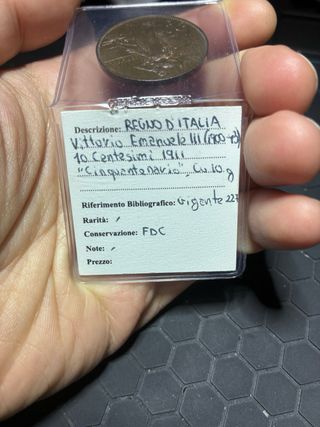 Descrizione: REGNO D'ITALIA
Vittorio Emanuele III (1900-43)
10 Centesimi 1911
"Cinquantenario", Cu 10 g
Riferimento Bibliografico: Gigante 227
Rarità: /
Conservazione: FDC
Note: /
Prezzo: